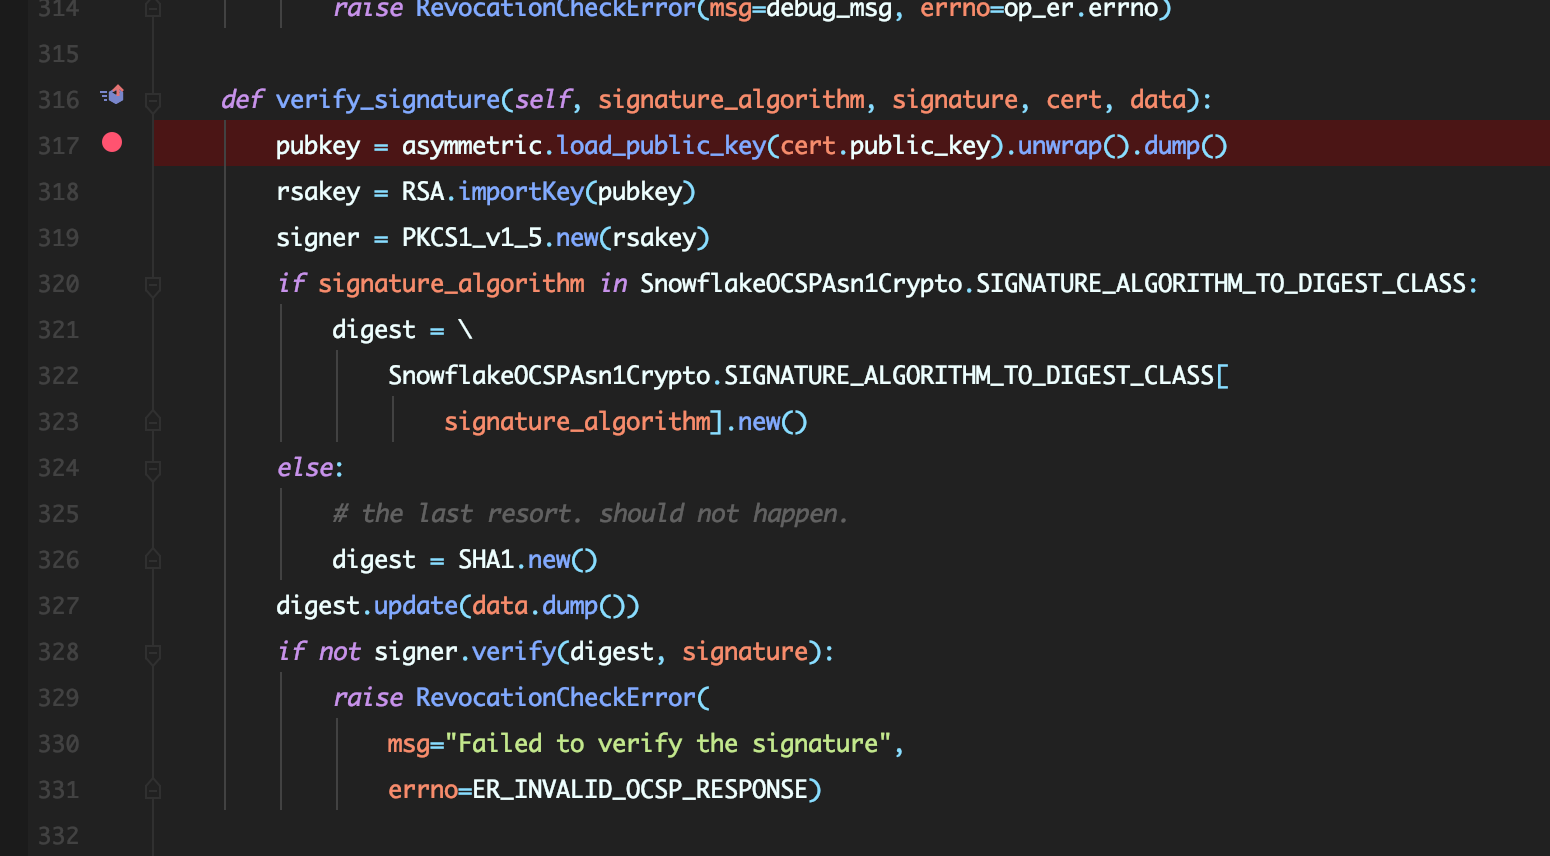 314 raise RevocationCheckError(msg=debug_msg, errno=op_er.errno)
315
316 def verify_signature(self, signature_algorithm, signature, cert, data):
317 pubkey = asymmetric.load_public_key(cert.public_key).unwrap().dump()
318 rsakey = RSA.importKey(pubkey)
319 signer = PKCS1_v1_5.new(rsakey)
320 if signature_algorithm in SnowflakeOCSPAsn1Crypto.SIGNATURE_ALGORITHM_TO_DIGEST_CLASS:
321 digest = \
322 SnowflakeOCSPAsn1Crypto.SIGNATURE_ALGORITHM_TO_DIGEST_CLASS[
323 signature_algorithm].new()
324 else:
325 # the last resort. should not happen.
326 digest = SHA1.new()
327 digest.update(data.dump())
328 if not signer.verify(digest, signature):
329 raise RevocationCheckError(
330 msg="Failed to verify the signature",
331 errno=ER_INVALID_OCSP_RESPONSE)
332